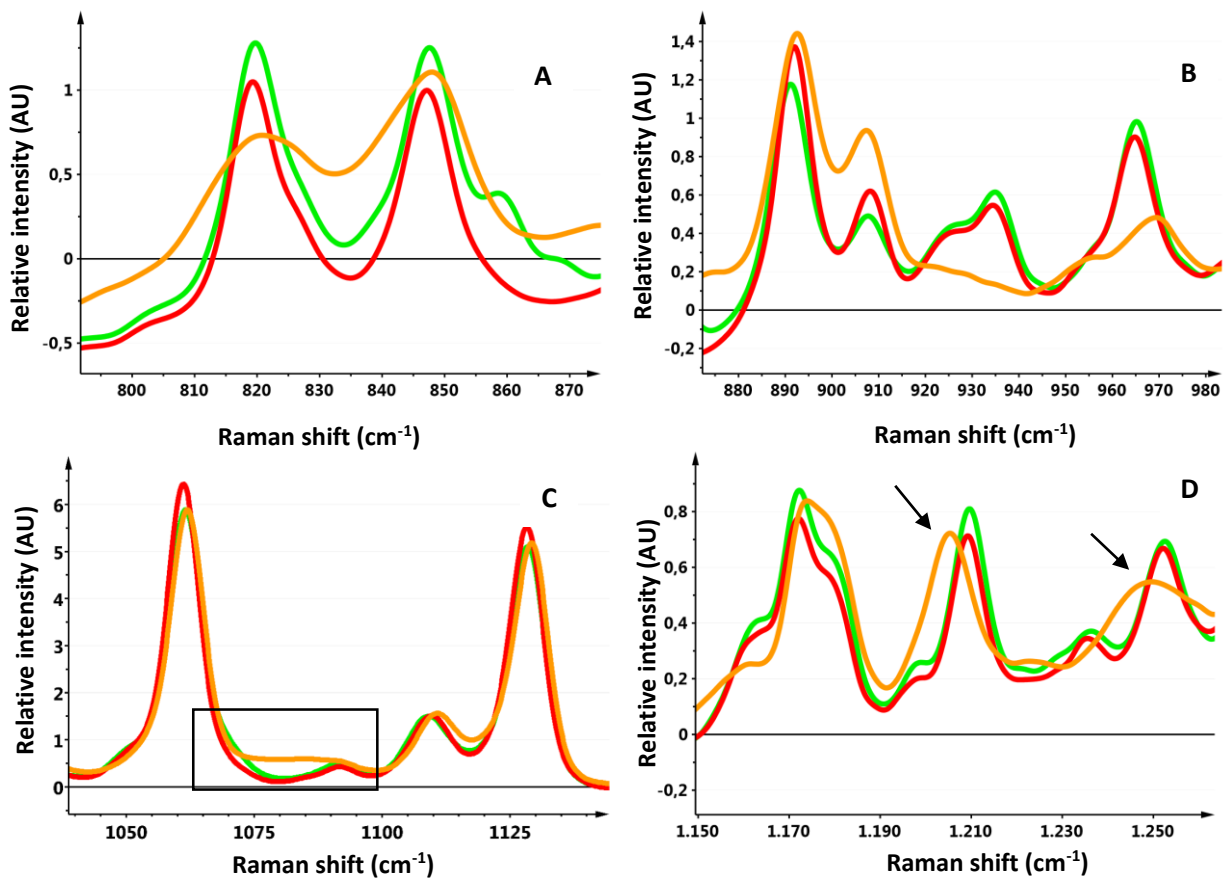 A
Relative intensity (AU)
1
0,5
0
-0,5
800 810 820 830 840 850 860 870
Raman shift (cm-1)
B
Relative intensity (AU)
1,4
1,2
1
0,8
0,6
0,4
0,2
0
-0,2
880 890 900 910 920 930 940 950 960 970 980
Raman shift (cm-1)
C
Relative intensity (AU)
6
5
4
3
2
1
0
1050 1075 1100 1125
Raman shift (cm-1)
D
Relative intensity (AU)
0,8
0,6
0,4
0,2
0
-0,2
1.150 1.170 1.190 1.210 1.230 1.250
Raman shift (cm-1)